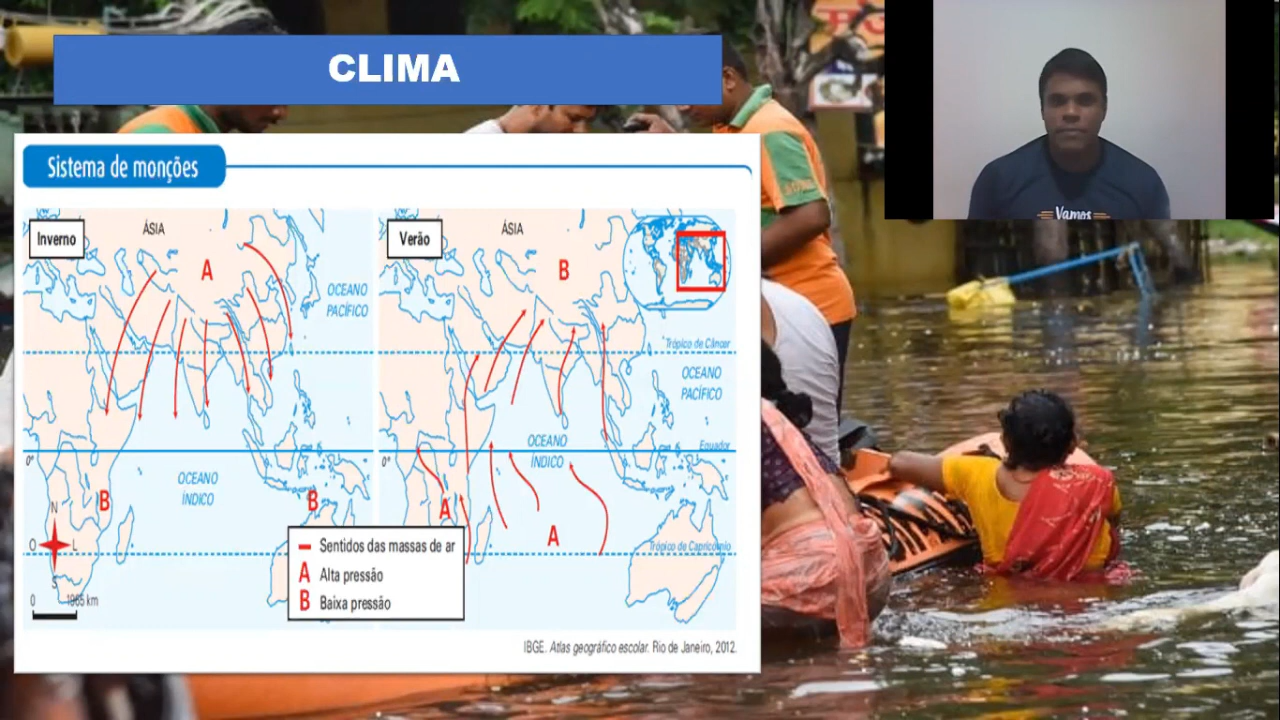 CLIMA
Sistema de monções
Inverno
ÁSIA
A
OCEANO
PACÍFICO
0°
OCEANO
ÍNDICO
B
B
N
O
L
S
0
1965 km
Verão
ÁSIA
B
Trópico de Câncer
OCEANO
PACÍFICO
Equador
OCEANO
ÍNDICO
0°
A
A
Trópico de Capricórnio
Sentidos das massas de ar
A Alta pressão
B Baixa pressão
IBGE. Atlas geográfico escolar. Rio de Janeiro, 2012.
Vamos